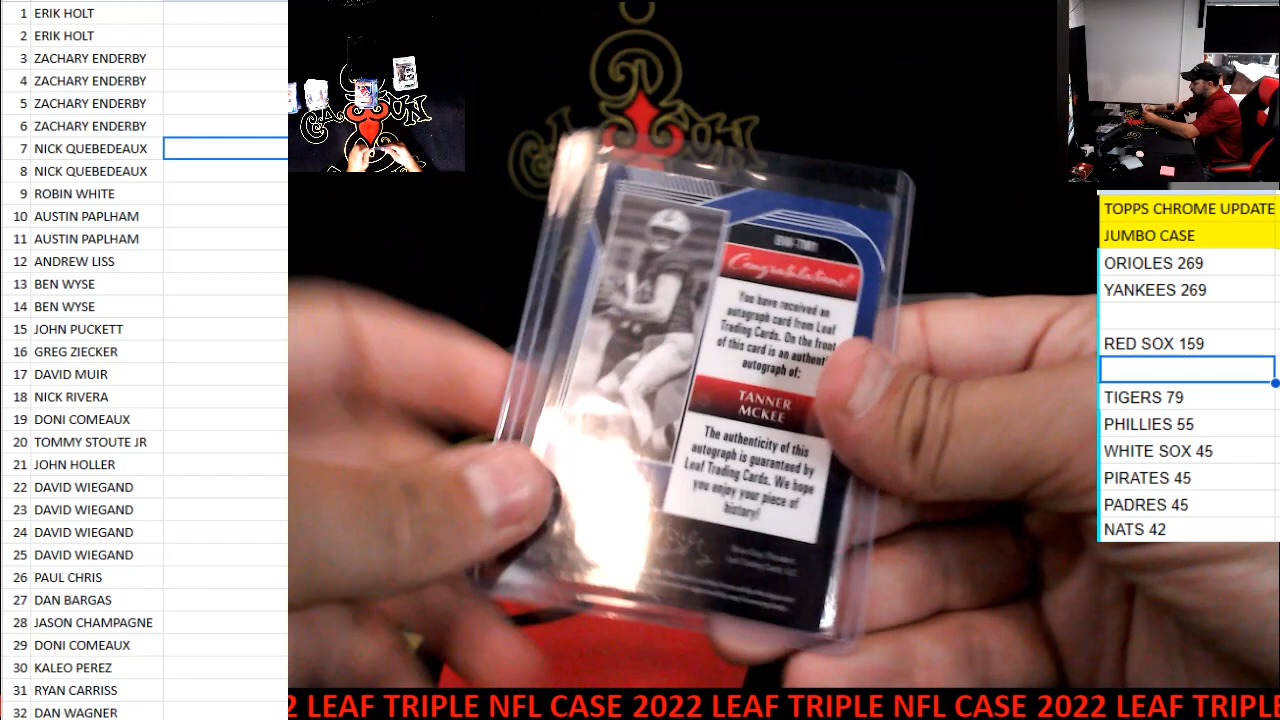 1 ERIK HOLT
2 ERIK HOLT
3 ZACHARY ENDERBY
4 ZACHARY ENDERBY
5 ZACHARY ENDERBY
6 ZACHARY ENDERBY
7 NICK QUEBEDEAUX
8 NICK QUEBEDEAUX
9 ROBIN WHITE
10 AUSTIN PAPLHAM
11 AUSTIN PAPLHAM
12 ANDREW LISS
13 BEN WYSE
14 BEN WYSE
15 JOHN PUCKETT
16 GREG ZIECKER
17 DAVID MUIR
18 NICK RIVERA
19 DONI COMEAUX
20 TOMMY STOUTE JR
21 JOHN HOLLER
22 DAVID WIEGAND
23 DAVID WIEGAND
24 DAVID WIEGAND
25 DAVID WIEGAND
26 PAUL CHRIS
27 DAN BARGAS
28 JASON CHAMPAGNE
29 DONI COMEAUX
30 KALEO PEREZ
31 RYAN CARRISS
32 DAN WAGNER
Congratulations!
You have received an
autograph card from Leaf
Trading Cards. On the front
of this card is an authent
autograph of:
TANNER
MCKEE
The authenticity of this
autograph is guaranteed by
Leaf Trading Cards. We hope
you enjoy your piece of
history!
TOPPS CHROME UPDATE
JUMBO CASE
ORIOLES 269
YANKEES 269
RED SOX 159
TIGERS 79
PHILLIES 55
WHITE SOX 45
PIRATES 45
PADRES 45
NATS 42
2 LEAF TRIPLE NFL CASE 2022 LEAF TRIPLE NFL CASE 2022 LEAF TRIPL